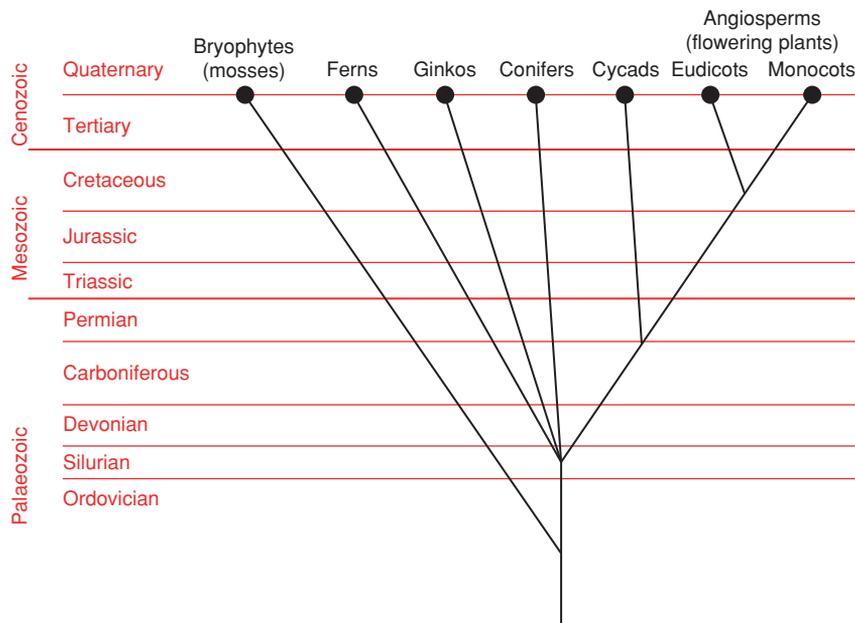 Angiosperms
(flowering plants)
Bryophytes
(mosses)
Ferns
Ginkos
Conifers
Cycads
Eudicots
Monocots
Cenozoic
Quaternary
Tertiary
Mesozoic
Cretaceous
Jurassic
Triassic
Palaeozoic
Permian
Carboniferous
Devonian
Silurian
Ordovician